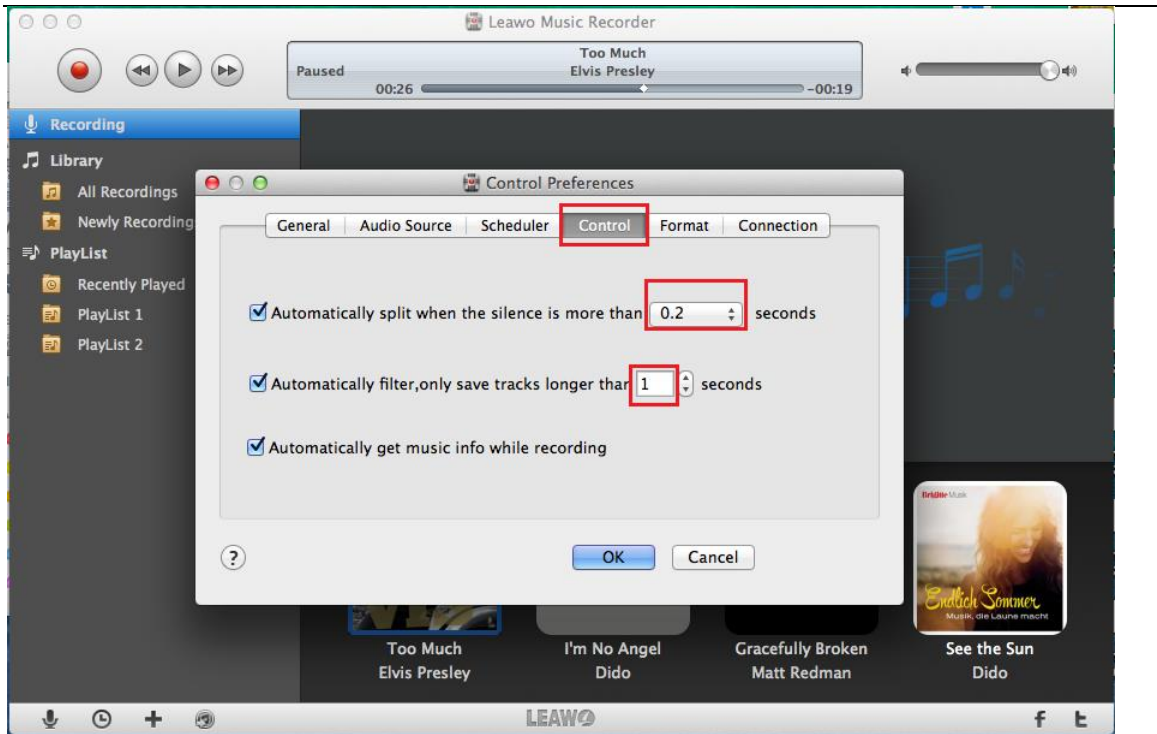 Leawo Music Recorder
Too Much
Paused
Elvis Presley
00:26
-00:19
Recording
Library
All Recordings
Newly Recording
PlayList
Recently Played
PlayList 1
PlayList 2
Control Preferences
General Audio Source Scheduler Control Format Connection
Automatically split when the silence is more than 0.2 seconds
Automatically filter,only save tracks longer than 1 seconds
Automatically get music info while recording
? OK Cancel
Brigitte Musik
Endlich Sommer
Musik, die Laune macht
Too Much
Elvis Presley
I'm No Angel
Dido
Gracefully Broken
Matt Redman
See the Sun
Dido
LEAWO
f t